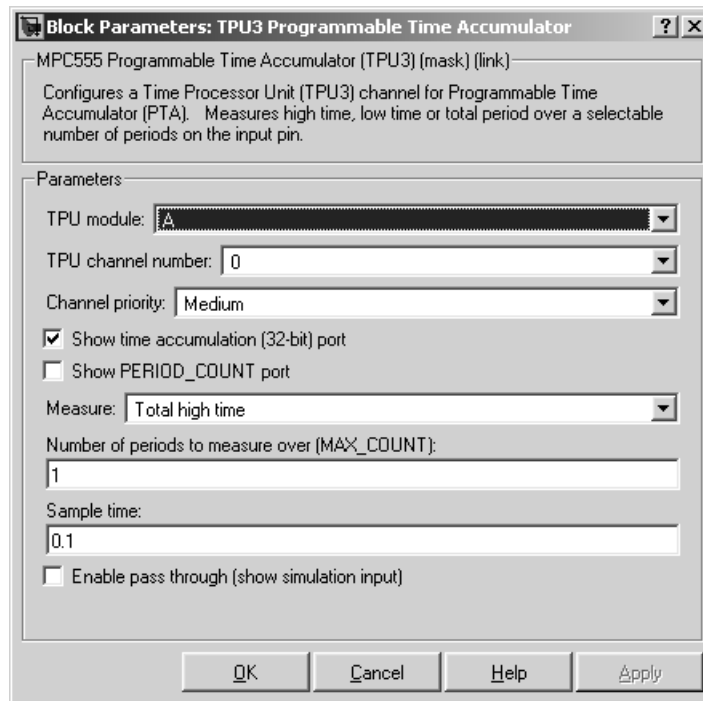 Block Parameters: TPU3 Programmable Time Accumulator
MPC555 Programmable Time Accumulator (TPU3) (mask) (link)
Configures a Time Processor Unit (TPU3) channel for Programmable Time
Accumulator (PTA). Measures high time, low time or total period over a selectable
number of periods on the input pin.
Parameters
TPU module: A
TPU channel number: 0
Channel priority: Medium
Show time accumulation (32-bit) port
Show PERIOD_COUNT port
Measure: Total high time
Number of periods to measure over (MAX_COUNT):
1
Sample time:
0.1
Enable pass through (show simulation input)
OK Cancel Help Apply